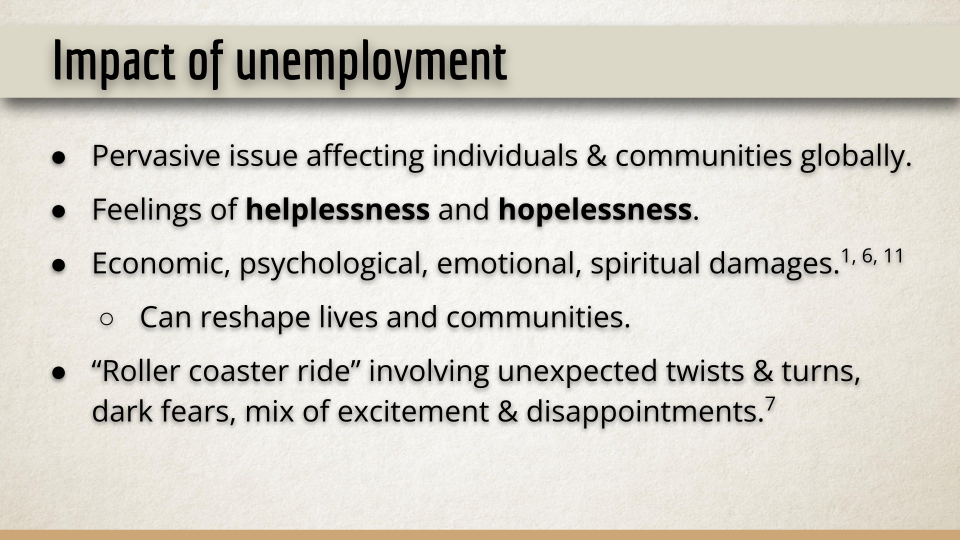 Impact of unemployment
● Pervasive issue affecting individuals & communities globally.
● Feelings of helplessness and hopelessness.
● Economic, psychological, emotional, spiritual damages.1, 6, 11
○ Can reshape lives and communities.
● “Roller coaster ride” involving unexpected twists & turns,
dark fears, mix of excitement & disappointments.7